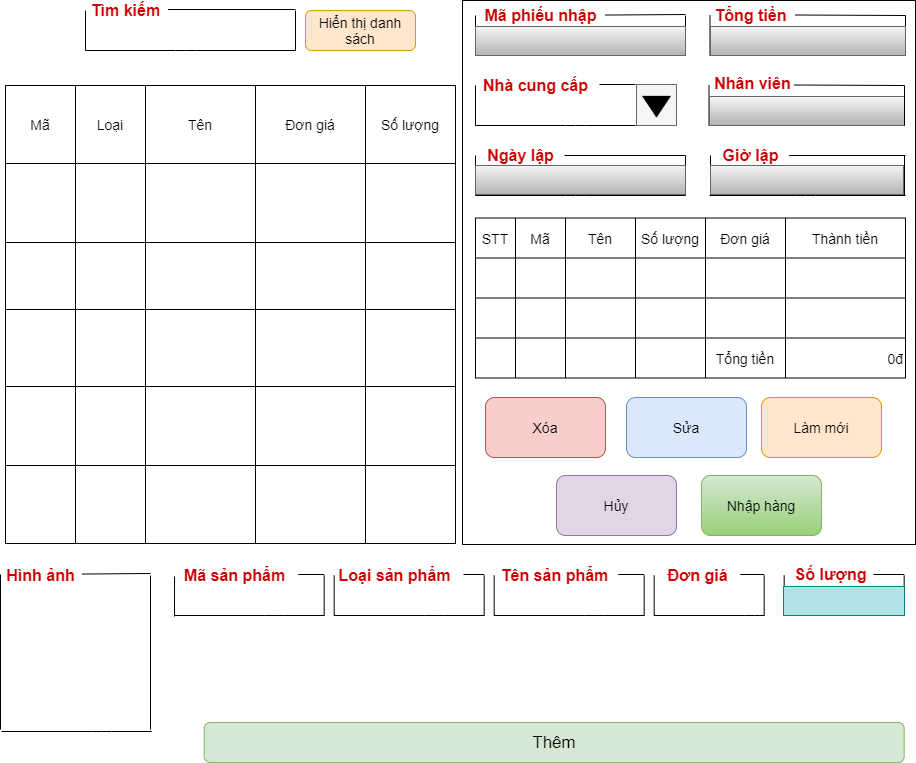 Tìm kiếm
Hiển thị danh
sách
Mã
Loại
Tên
Đơn giá
Số lượng
Mã phiếu nhập
Tổng tiền
Nhà cung cấp
Nhân viên
Ngày lập
Giờ lập
STT
Mã
Tên
Số lượng
Đơn giá
Thành tiền
Tổng tiền
0đ
Xóa
Sửa
Làm mới
Hủy
Nhập hàng
Hình ảnh
Mã sản phẩm
Loại sản phẩm
Tên sản phẩm
Đơn giá
Số lượng
Thêm